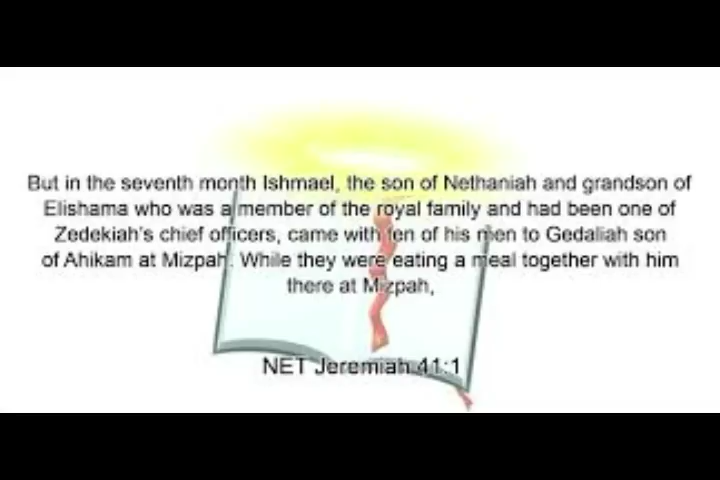 But in the seventh month Ishmael, the son of Nethaniah and grandson of
Elishama who was a member of the royal family and had been one of
Zedekiah's chief officers, came with ten of his men to Gedaliah son
of Ahikam at Mizpah. While they were eating a meal together with him
there at Mizpah,
NET Jeremiah 41:1